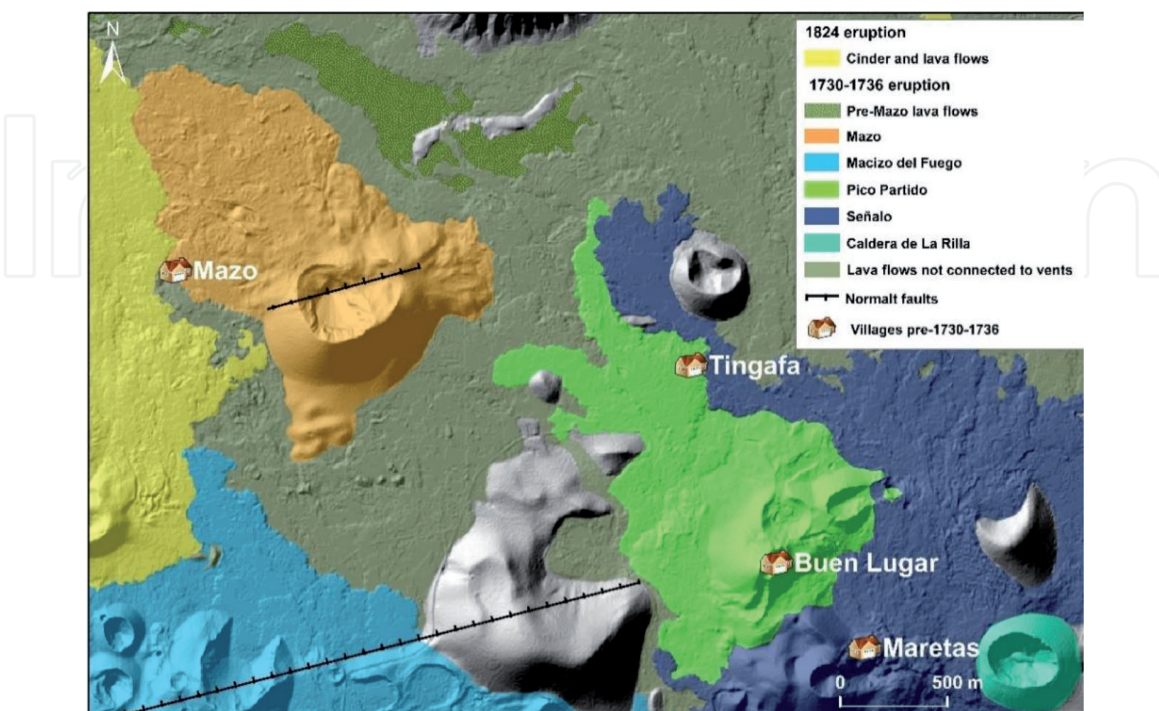 N
1824 eruption
Cinder and lava flows
1730-1736 eruption
Pre-Mazo lava flows
Mazo
Macizo del Fuego
Pico Partido
Señalo
Caldera de La Rilla
Lava flows not connected to vents
Normalt faults
Villages pre-1730-1736
Mazo
Tingafa
Buen Lugar
Maretas
0 500 m